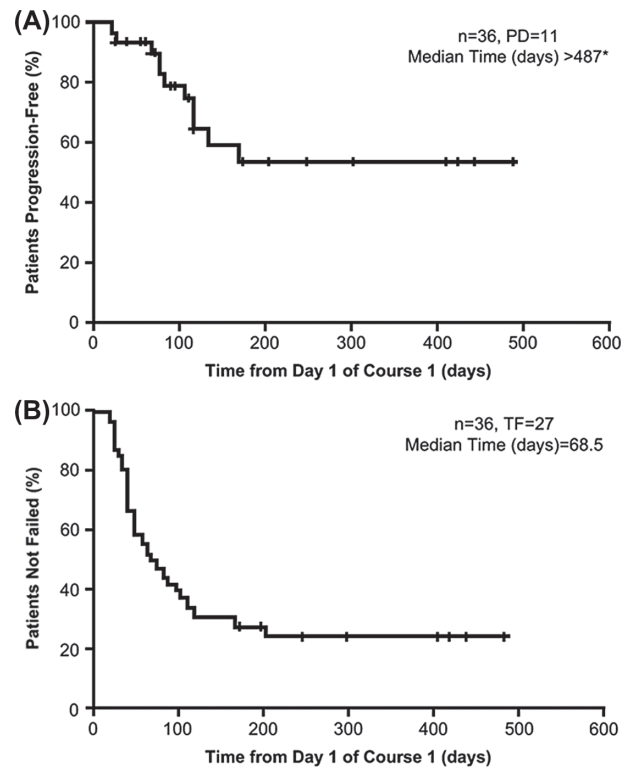 (A)
n=36, PD=11
Median Time (days) >487*
Patients Progression-Free (%)
100
80
60
40
20
0
0 100 200 300 400 500 600
Time from Day 1 of Course 1 (days)
(B)
n=36, TF=27
Median Time (days)=68.5
Patients Not Failed (%)
100
80
60
40
20
0
0 100 200 300 400 500 600
Time from Day 1 of Course 1 (days)